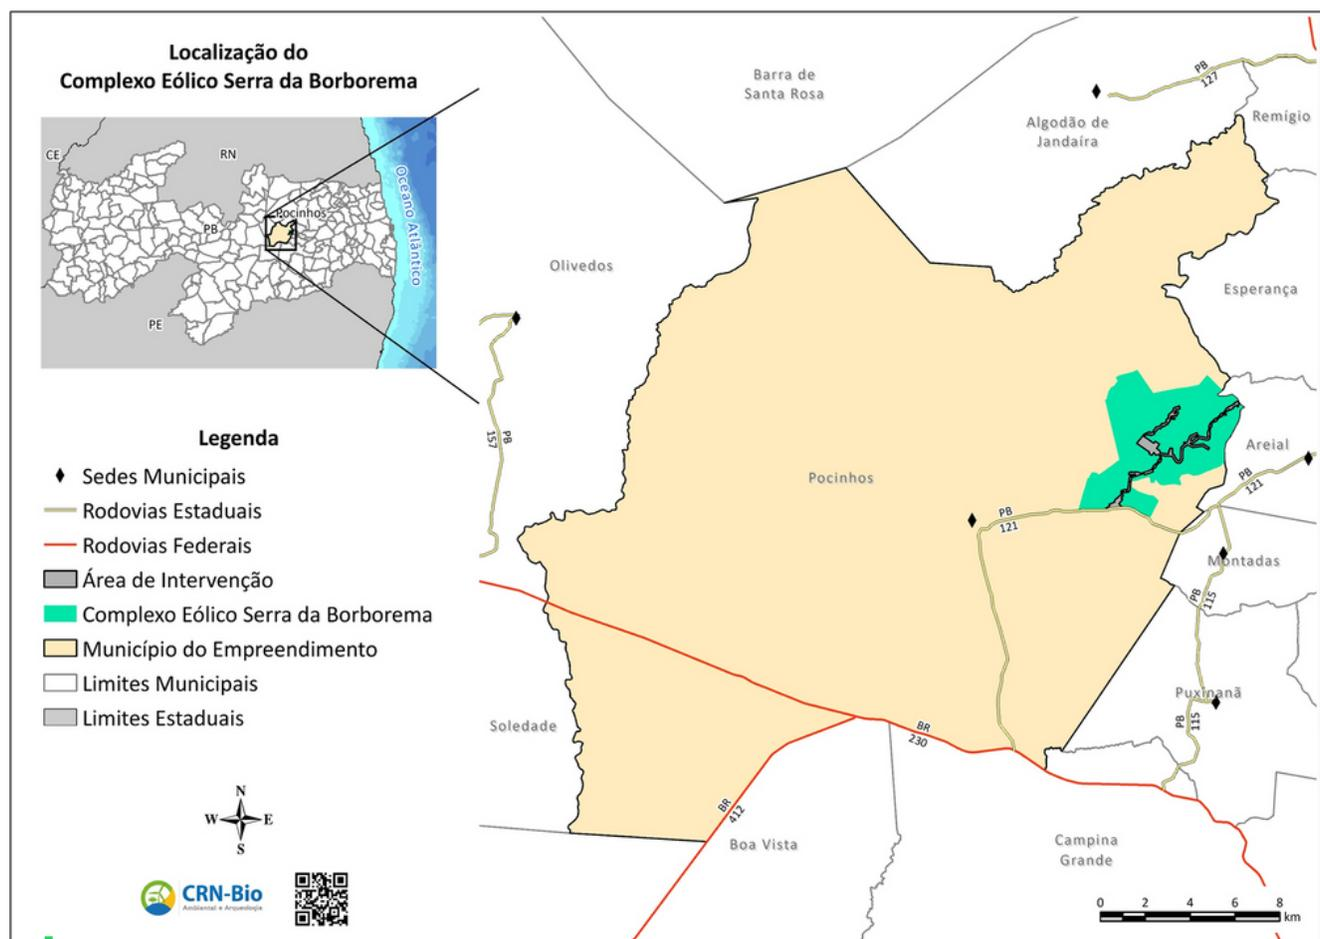 Localização do
Complexo Eólico Serra da Borborema
CE
RN
Pocinhos
PB
PE
Oceano Atlântico
Legenda
Sedes Municipais
Rodovias Estaduais
Rodovias Federais
Área de Intervenção
Complexo Eólico Serra da Borborema
Município do Empreendimento
Limites Municipais
Limites Estaduais
N
W E
S
CRN-Bio
Ambiental e Arqueologia
Barra de
Santa Rosa
Algodão de
Jandaíra
PB
127
Remígio
Olivedos
Esperança
PB
157
Pocinhos
Areial
PB
121
PB
121
Montadas
PB
115
Puxinanã
PB
115
Soledade
BR
230
BR
412
Boa Vista
Campina
Grande
0 2 4 6 8
km